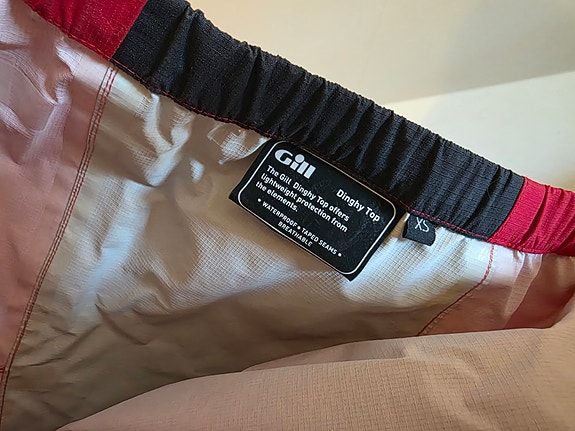 Gill
Dinghy Top
The Gill Dinghy Top offers
lightweight protection from
the elements.
• WATERPROOF • TAPED SEAMS •
BREATHABLE
XS